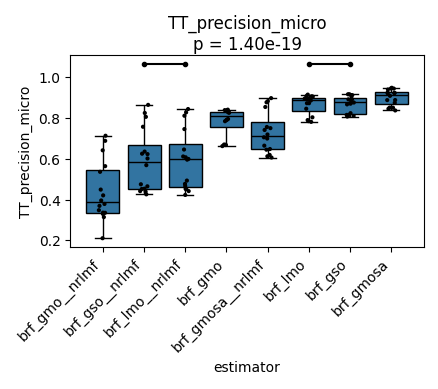 TT_precision_micro
p = 1.40e-19
TT_precision_micro
1.0
0.8
0.6
0.4
0.2
brf_gmo__nrlmf
brf_gso__nrlmf
brf_lmo__nrlmf
brf_gmo
brf_gmosa__nrlmf
brf_lmo
brf_gso
brf_gmosa
estimator